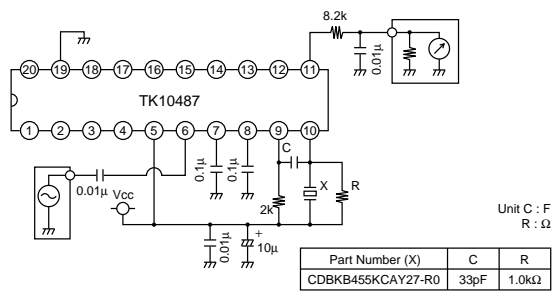 8.2k
0.01μ
20 19 18 17 16 15 14 13 12 11
TK10487
1 2 3 4 5 6 7 8 9 10
C
0.1μ
0.1μ
0.01μ
Vcc
X
R
2k
0.01μ
+
10μ
Unit C : F
R : Ω
Part Number (X) C R
CDBKB455KCAY27-R0 33pF 1.0kΩ